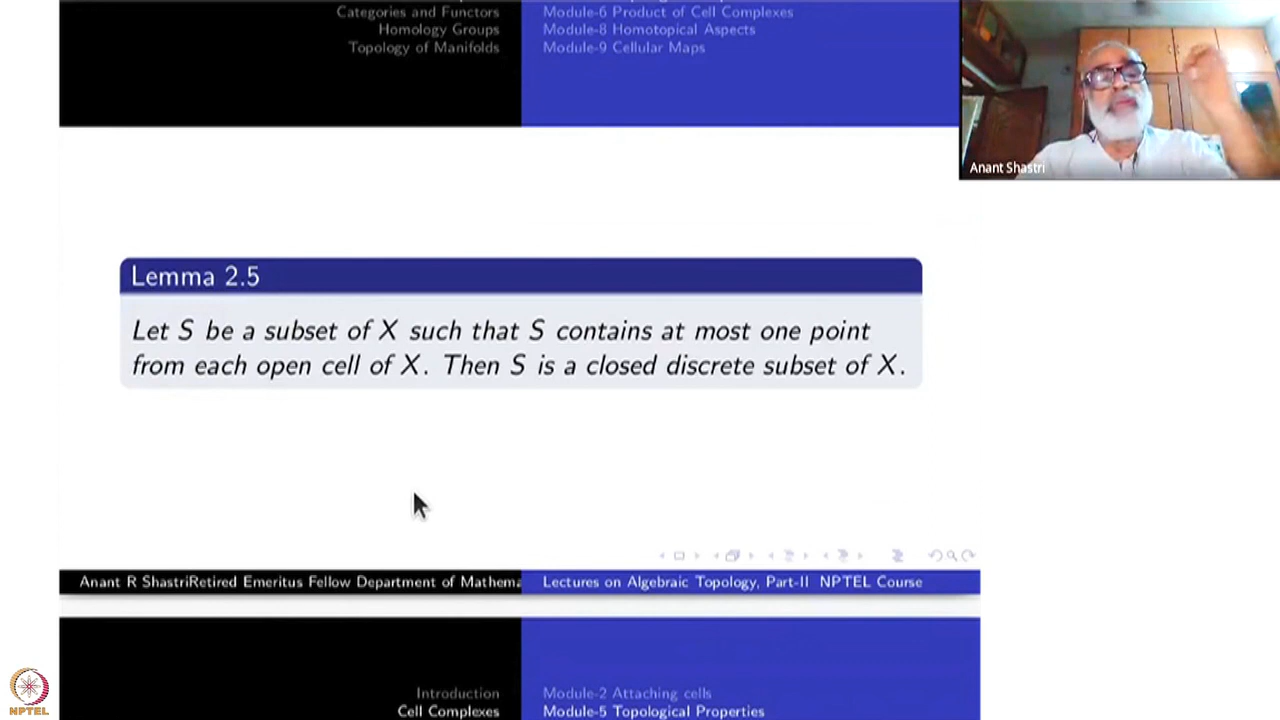 Categories and Functors
Homology Groups
Topology of Manifolds
Module-6 Product of Cell Complexes
Module-8 Homotopical Aspects
Module-9 Cellular Maps
Anant Shastri
Lemma 2.5
Let S be a subset of X such that S contains at most one point
from each open cell of X. Then S is a closed discrete subset of X.
Anant R ShastriRetired Emeritus Fellow Department of Mathema
Lectures on Algebraic Topology, Part-II NPTEL Course
Introduction
Cell Complexes
Module-2 Attaching cells
Module-5 Topological Properties
NPTEL